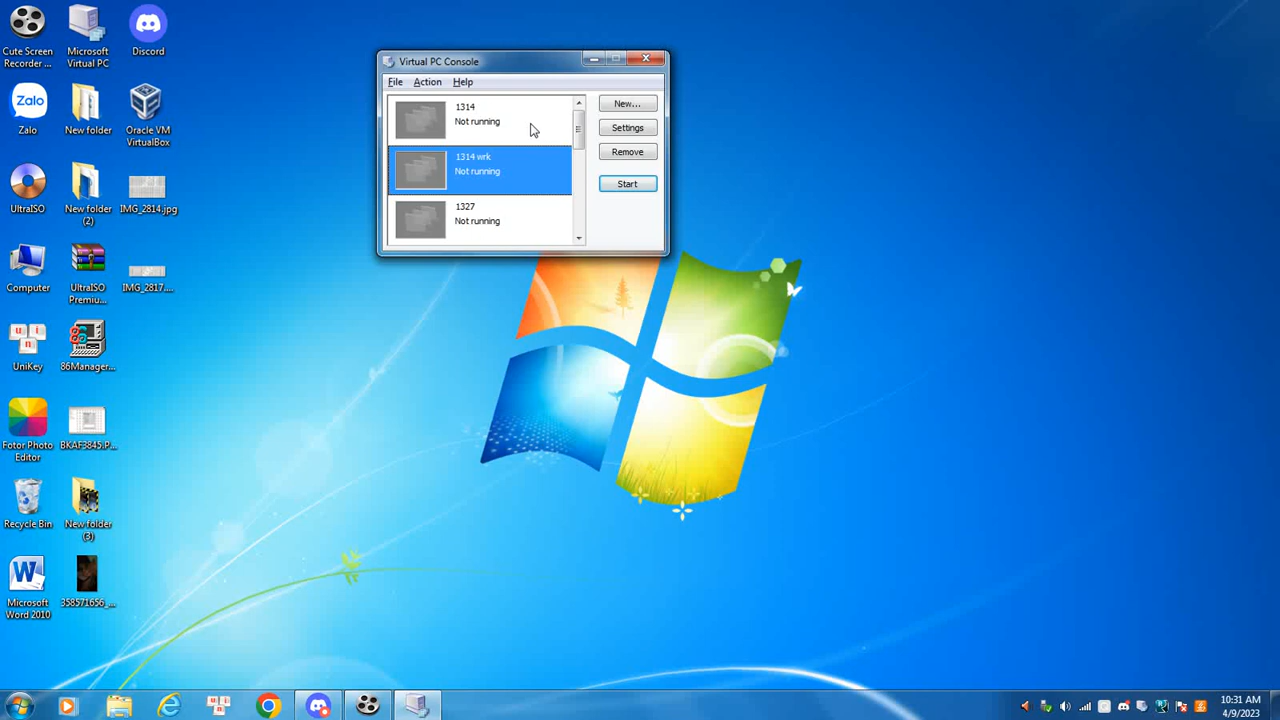 Cute Screen
Recorder ...
Microsoft
Virtual PC
Discord
Zalo
Zalo
New folder
Oracle VM
VirtualBox
UltraISO
New folder
(2)
IMG_2814.jpg
Computer
UltraISO
Premiu...
IMG_2817....
u n
i
UniKey
86Manager...
Fotor Photo
Editor
BKAF3845.P...
Recycle Bin
New folder
(3)
W
Microsoft
Word 2010
358571656_...
Virtual PC Console
File Action Help
1314
Not running
1314 wrk
Not running
1327
Not running
New...
Settings
Remove
Start
10:31 AM
4/9/2023